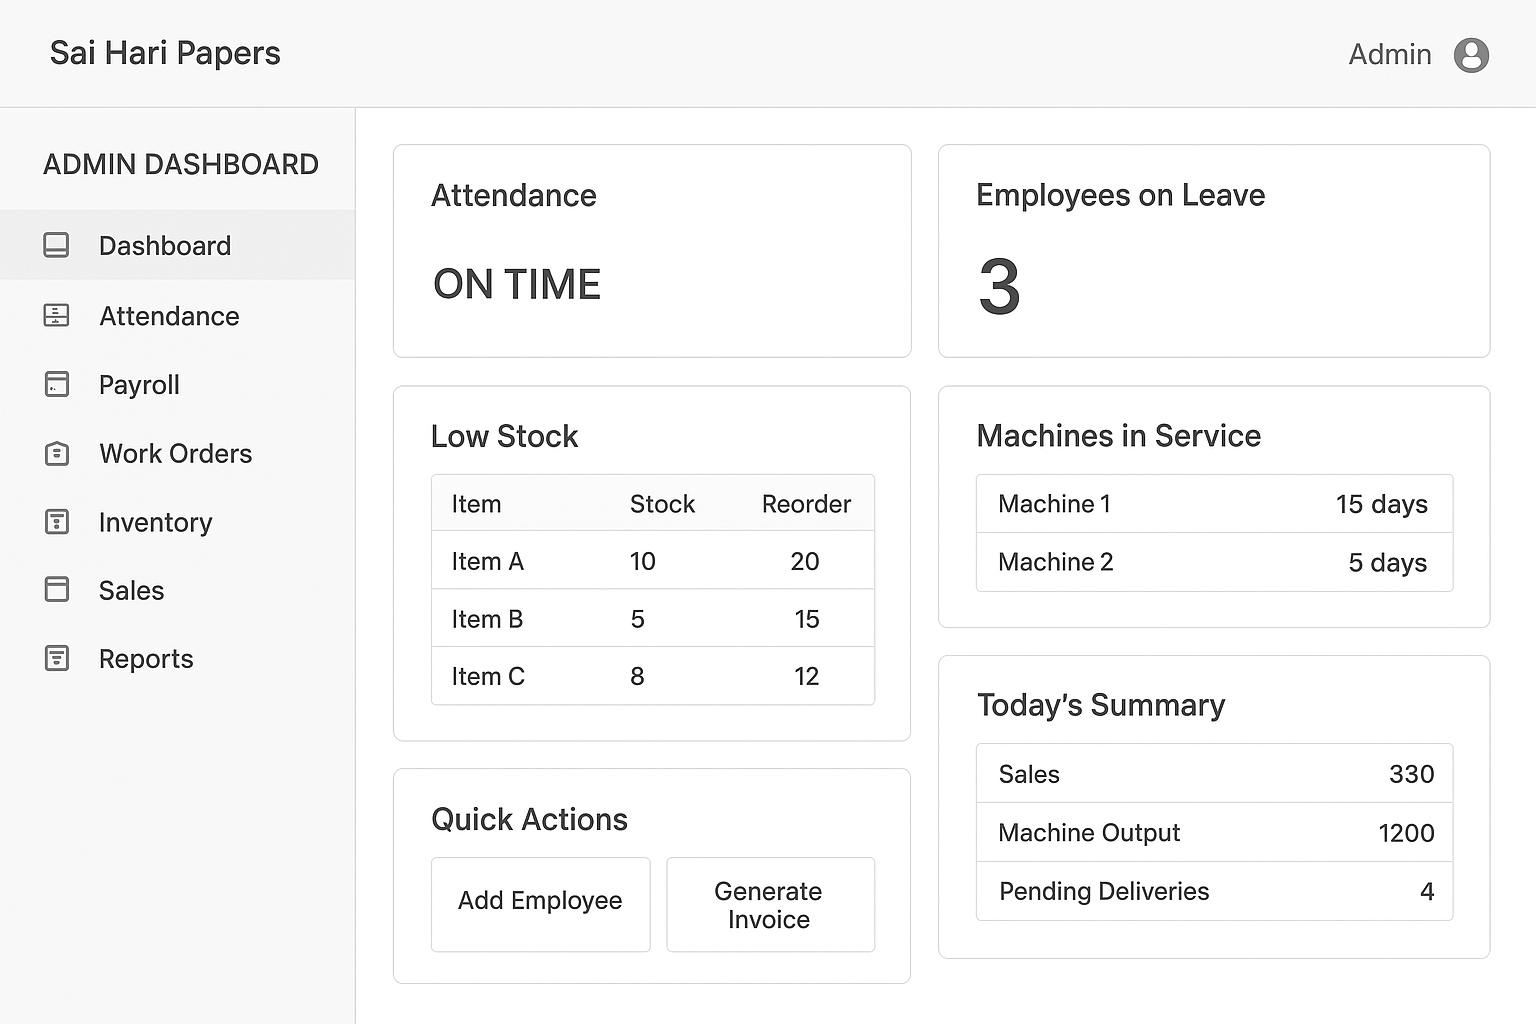 Sai Hari Papers
Admin
ADMIN DASHBOARD
Dashboard
Attendance
Payroll
Work Orders
Inventory
Sales
Reports
Attendance
ON TIME
Employees on Leave
3
Low Stock
Item Stock Reorder
Item A 10 20
Item B 5 15
Item C 8 12
Machines in Service
Machine 1 15 days
Machine 2 5 days
Quick Actions
Add Employee
Generate
Invoice
Today's Summary
Sales 330
Machine Output 1200
Pending Deliveries 4